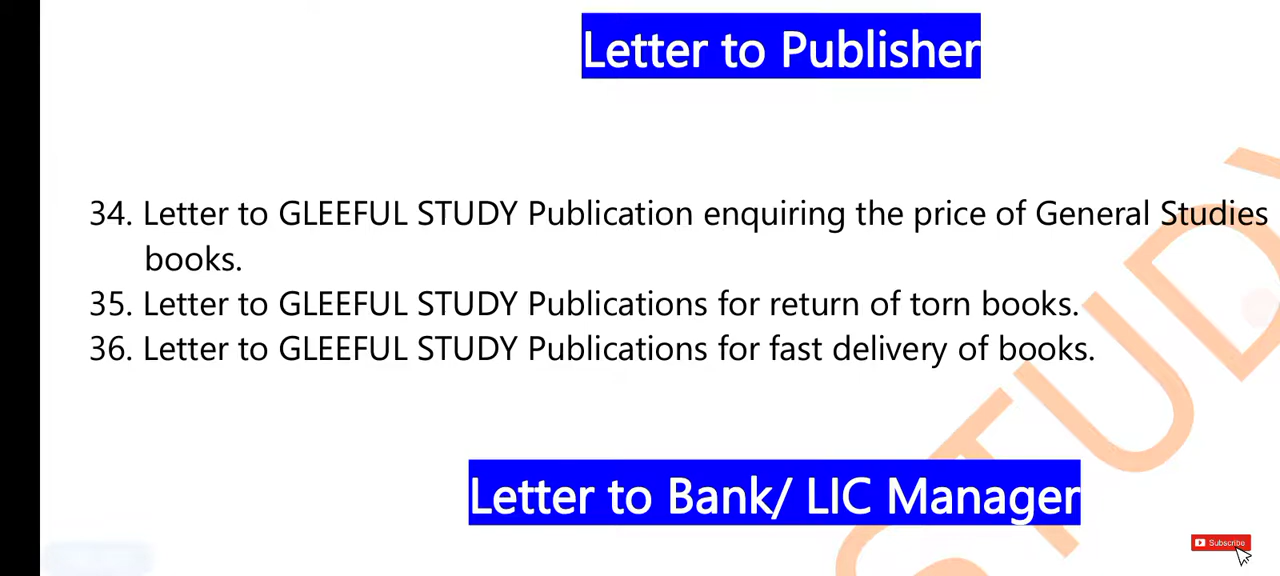 Letter to Publisher
34. Letter to GLEEFUL STUDY Publication enquiring the price of General Studies
books.
35. Letter to GLEEFUL STUDY Publications for return of torn books.
36. Letter to GLEEFUL STUDY Publications for fast delivery of books.
STUDY
Letter to Bank/ LIC Manager
Subscribe